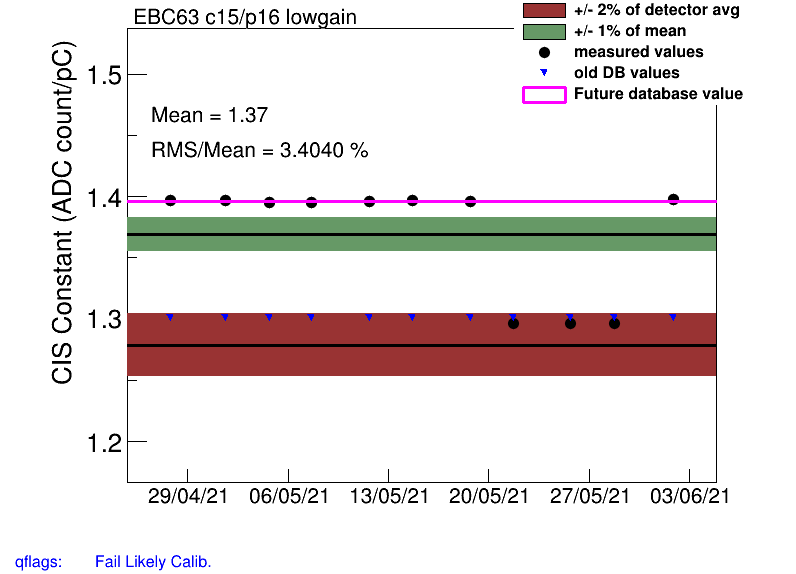 EBC63 c15/p16 lowgain
+/- 2% of detector avg
+/- 1% of mean
measured values
old DB values
Future database value
Mean = 1.37
RMS/Mean = 3.4040 %
CIS Constant (ADC count/pC)
1.5
1.4
1.3
1.2
29/04/21 06/05/21 13/05/21 20/05/21 27/05/21 03/06/21
qflags: Fail Likely Calib.